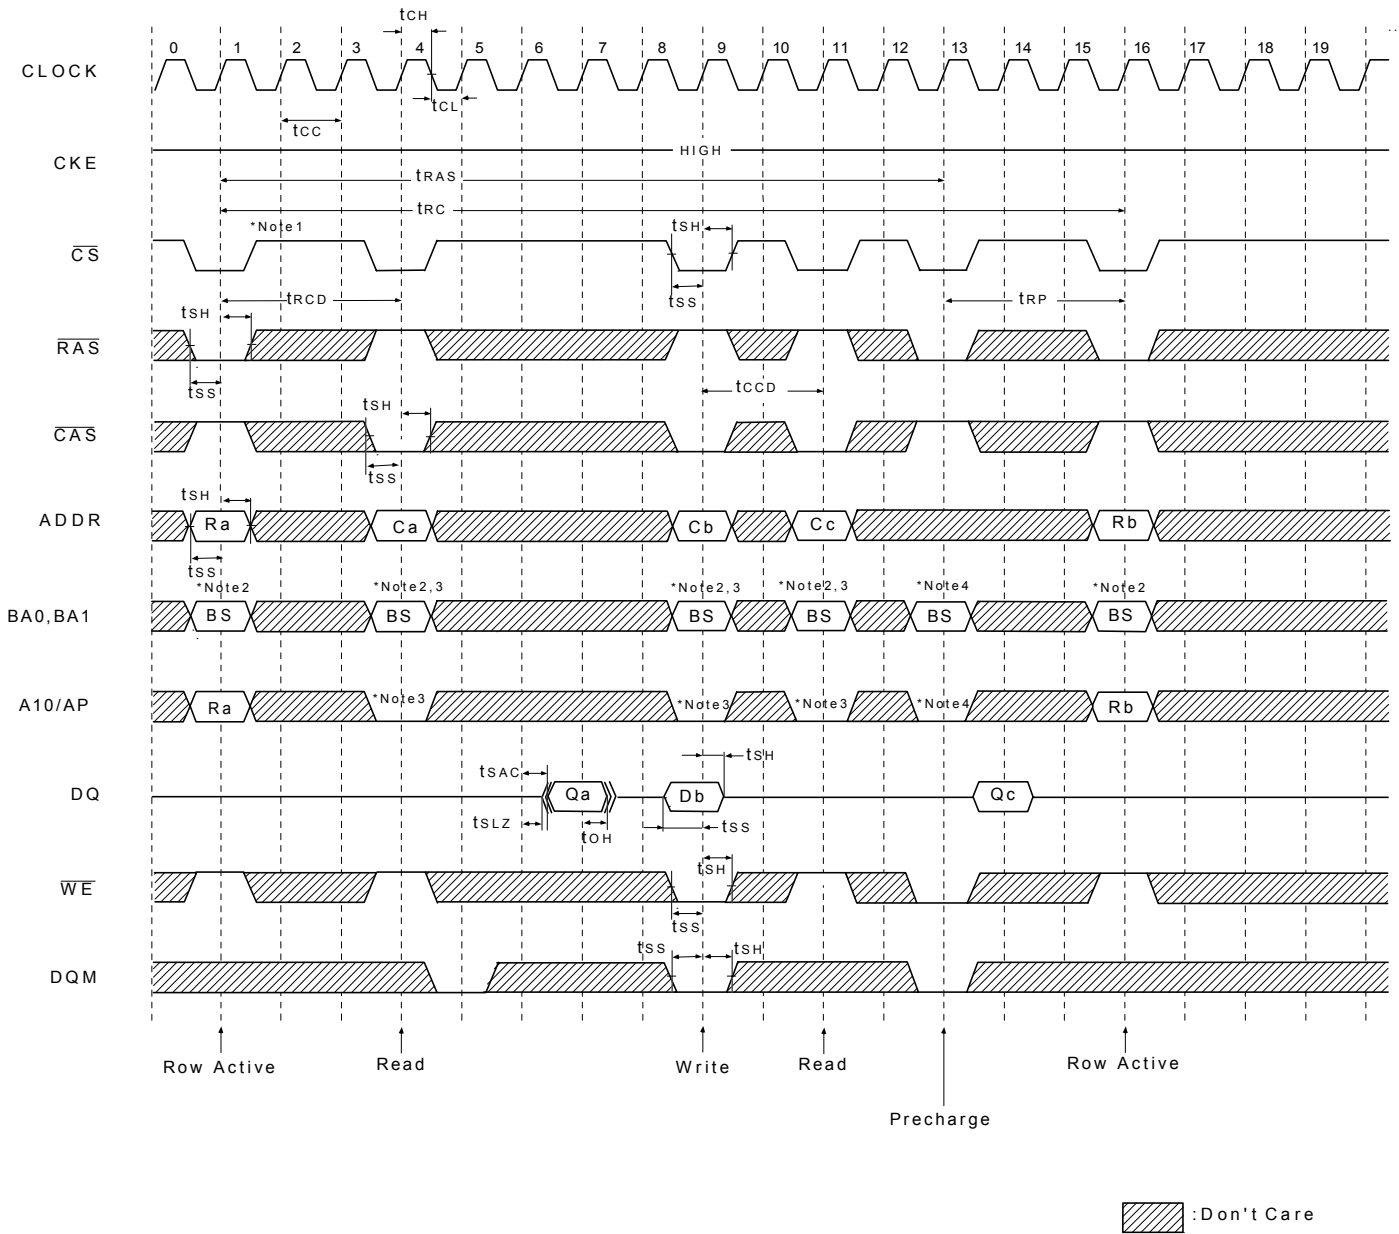 tCH
0 1 2 3 4 5 6 7 8 9 10 11 12 13 14 15 16 17 18 19 ..
CLOCK
tCL
tCC
CKE
HIGH
tRAS
tRC
*Note1
tSH
CS
tSS
tRCD
tRP
tSH
RAS
tSS
tCCD
tSH
CAS
tSS
tSH
ADDR
Ra Ca Cb Cc Rb
tSS
*Note2 *Note2,3 *Note2,3 *Note2,3 *Note4 *Note2
BA0,BA1
BS BS BS BS BS BS
A10/AP
Ra *Note3 *Note3 *Note3 *Note4 Rb
tSH
tSAC
DQ
Qa Db Qc
tSLZ tOH tSS
tSH
WE
tSS
tSS tSH
DQM
Row Active Read Write Read Row Active
Precharge
:Don't Care